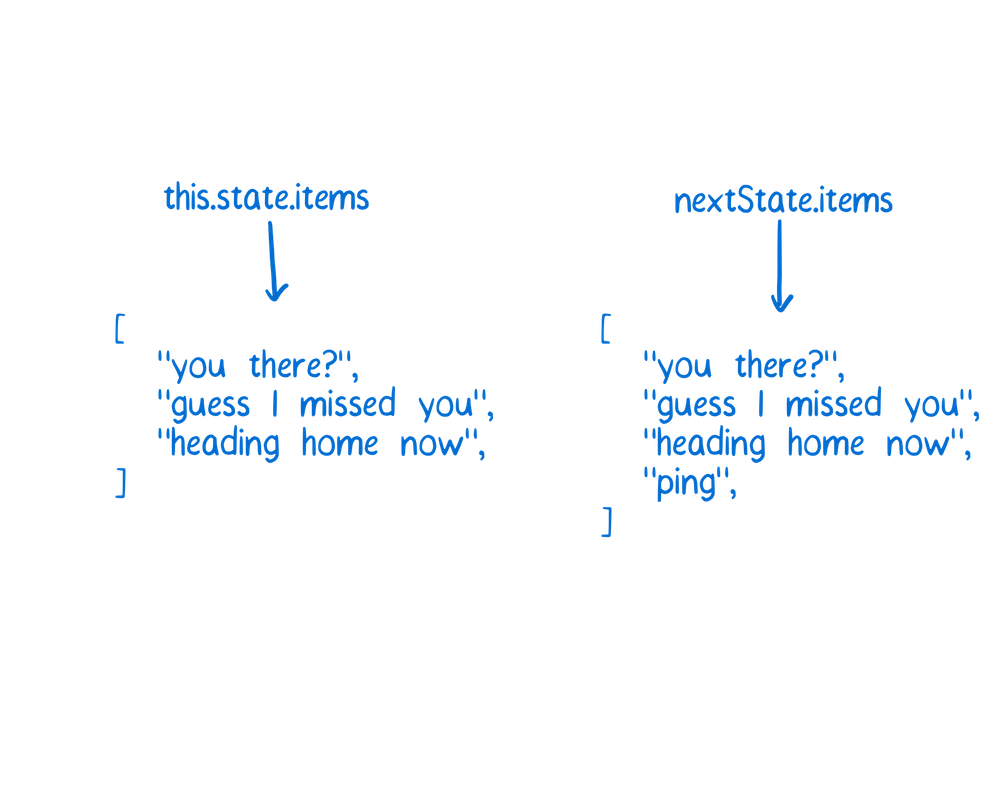 this.state.items
[
"you there?",
"guess I missed you",
"heading home now",
]
nextState.items
[
"you there?",
"guess I missed you",
"heading home now",
"ping",
]